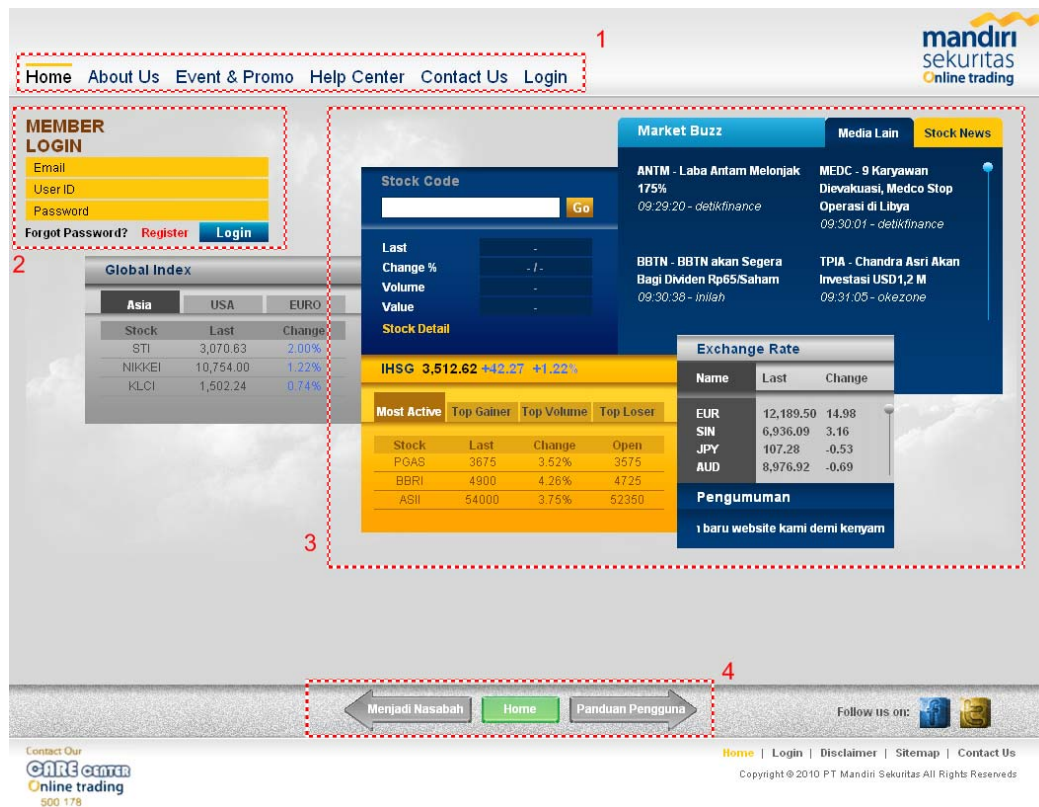 1
mandiri
sekuritas
Online trading
Home About Us Event & Promo Help Center Contact Us Login
MEMBER
LOGIN
Email
User ID
Password
Forgot Password? Register Login
2
Global Index
Asia USA EURO
Stock Last Change
STI 3,070.63 2.00%
NIKKEI 10,754.00 1.22%
KLCI 1,502.24 0.74%
Stock Code
Go
Last -
Change % -/-
Volume -
Value -
Stock Detail
IHSG 3,512.62 +42.27 +1.22%
Most Active Top Gainer Top Volume Top Loser
Stock Last Change Open
PGAS 3675 3.52% 3575
BBRI 4900 4.26% 4725
ASII 54000 3.75% 52350
Market Buzz Media Lain Stock News
ANTM - Laba Antam Melonjak
175%
09:29:20 - detikfinance
MEDC - 9 Karyawan
Dievakuasi, Medco Stop
Operasi di Libya
09:30:01 - detikfinance
BBTN - BBTN akan Segera
Bagi Dividen Rp65/Saham
09:30:38 - inilah
TPIA - Chandra Asri Akan
Investasi USD1,2 M
09:31:05 - okezone
Exchange Rate
Name Last Change
EUR 12,189.50 14.98
SIN 6,936.09 3.16
JPY 107.28 -0.53
AUD 8,976.92 -0.69
Pengumuman
baru website kami demi kenyam
3
4
Menjadi Nasabah Home Panduan Pengguna
Follow us on:
Contact Our
CARE CENTER
Online trading
500 178
Home | Login | Disclaimer | Sitemap | Contact Us
Copyright © 2010 PT Mandiri Sekuritas All Rights Reserveds